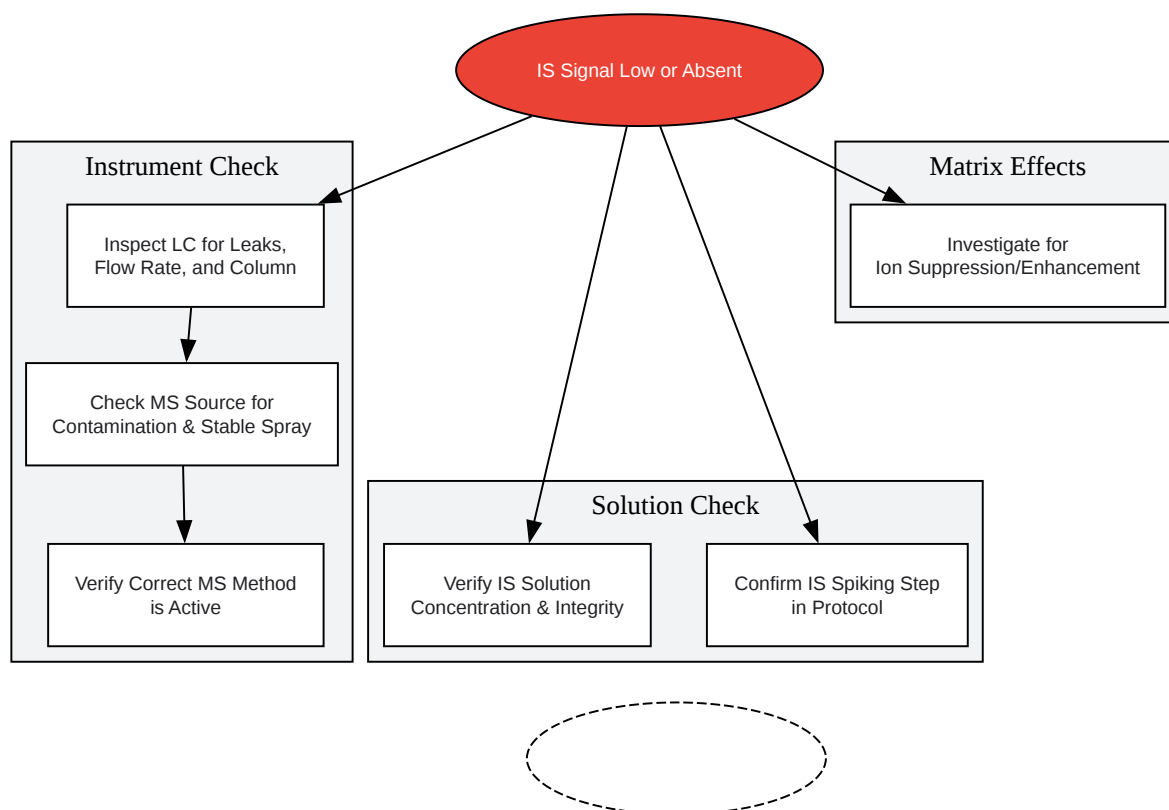 IS Signal Low or Absent
Instrument Check
Inspect LC for Leaks,
Flow Rate, and Column
Check MS Source for
Contamination & Stable Spray
Verify Correct MS Method
is Active
Solution Check
Verify IS Solution
Concentration & Integrity
Confirm IS Spiking Step
in Protocol
Matrix Effects
Investigate for
Ion Suppression/Enhancement